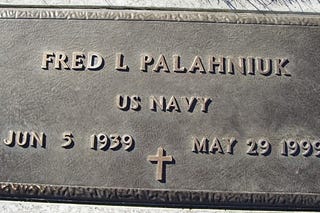 FRED L PALAHNIUK
US NAVY
JUN 5 1939 MAY 29 1999